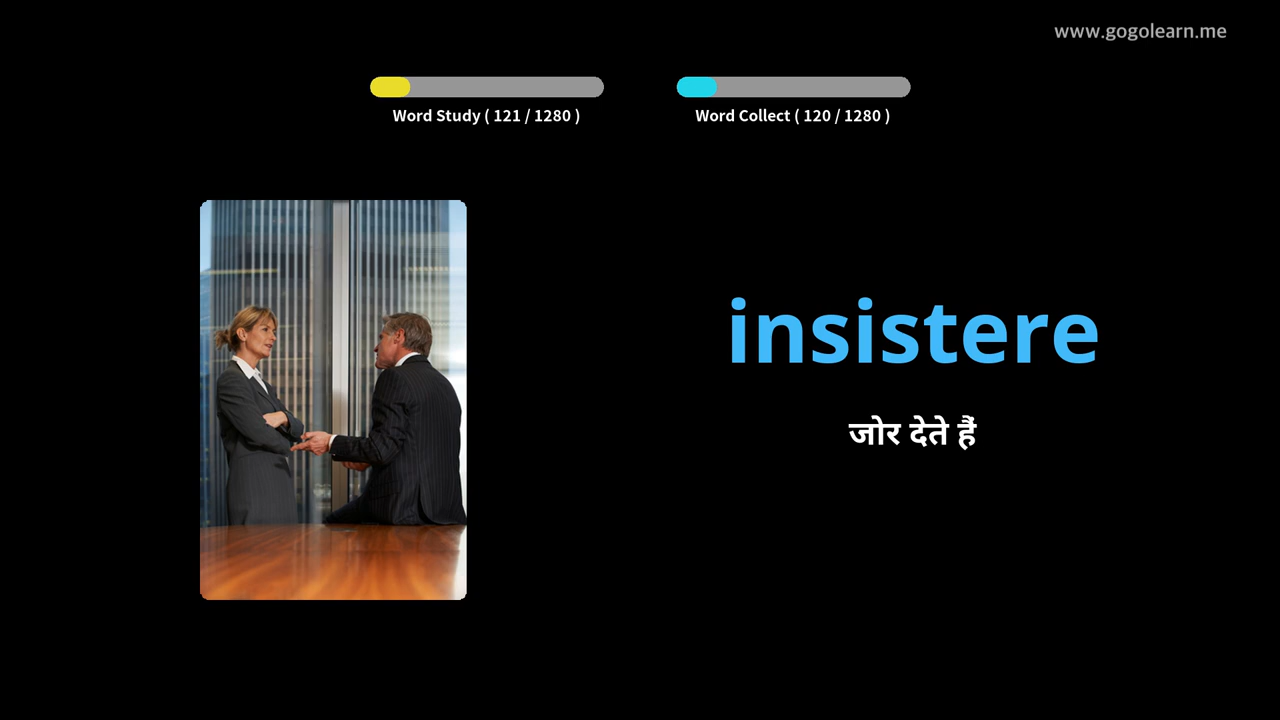 www.gogolearn.me
Word Study ( 121 / 1280 )
Word Collect ( 120 / 1280 )
insistere
जोर देते हैं